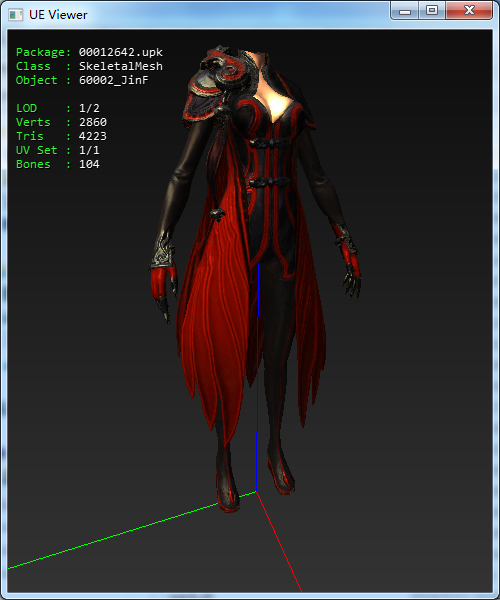 UE Viewer
Package: 00012642.upk
Class  : SkeletalMesh
Object : 60002_JinF
LOD    : 1/2
Verts  : 2860
Tris   : 4223
UV Set : 1/1
Bones  : 104